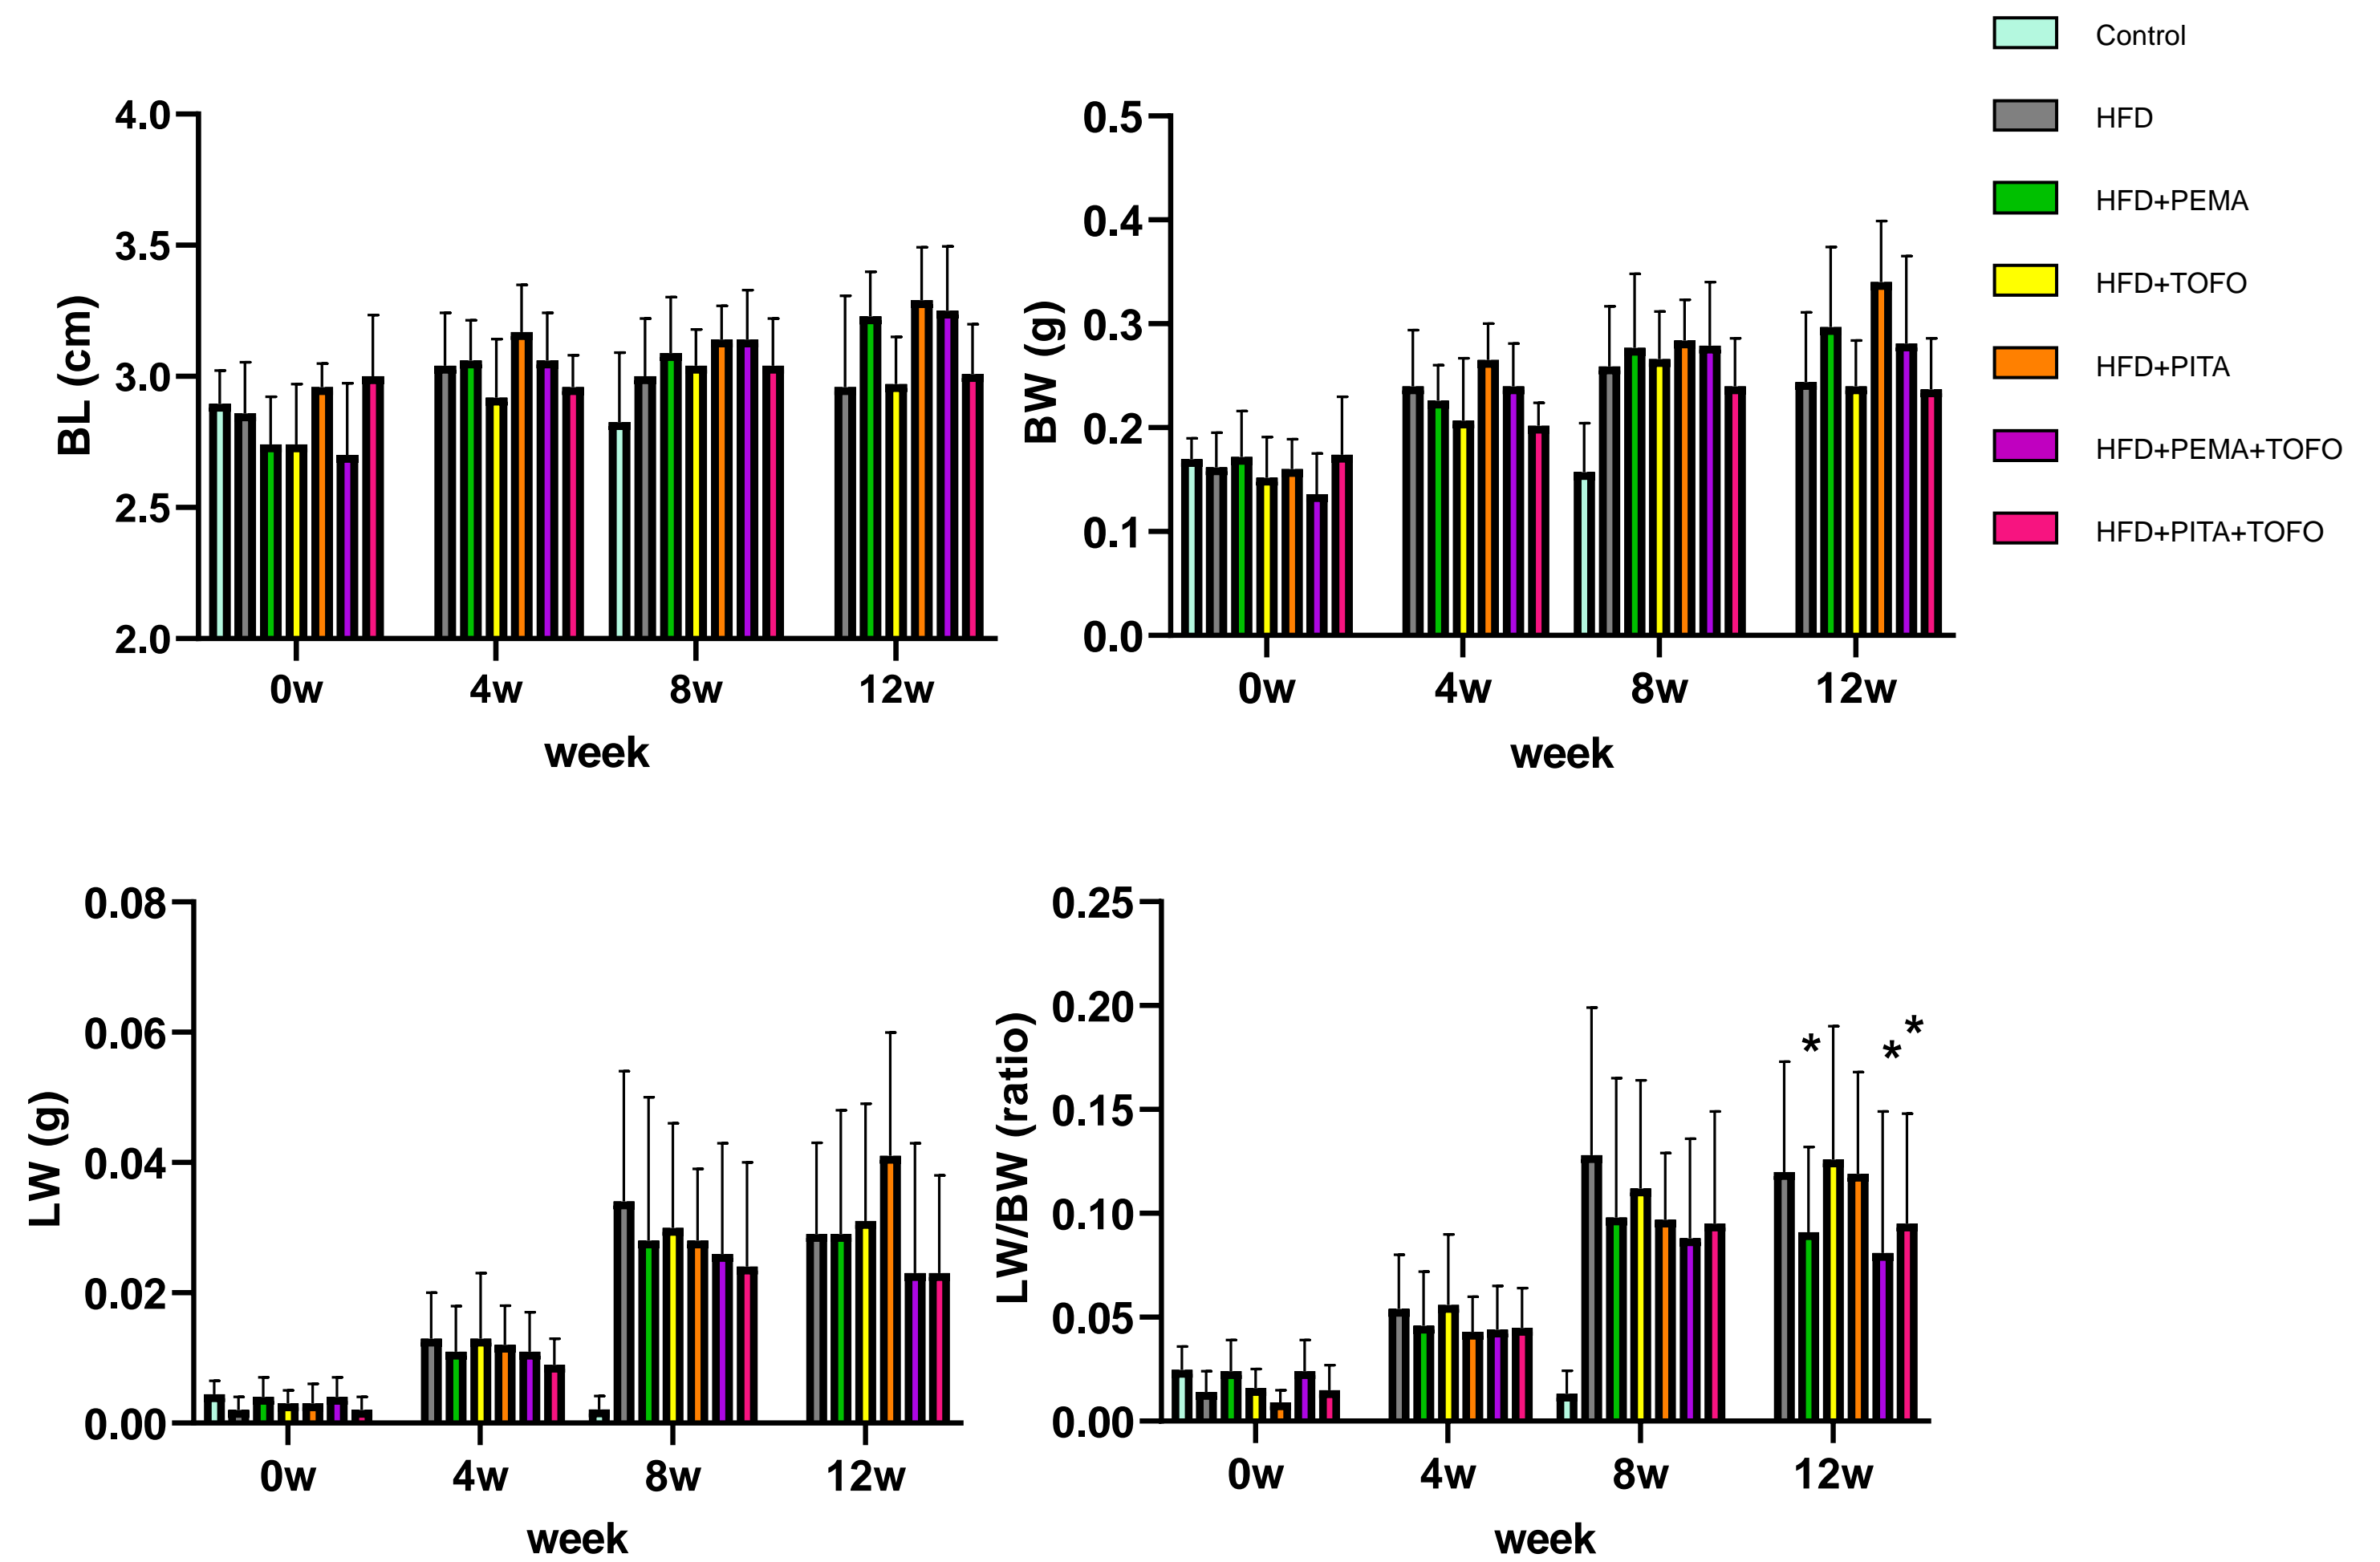 Control
HFD
HFD+PEMA
HFD+TOFO
HFD+PITA
HFD+PEMA+TOFO
HFD+PITA+TOFO
BL (cm)
4.0
3.5
3.0
2.5
2.0
0w 4w 8w 12w
week
BW (g)
0.5
0.4
0.3
0.2
0.1
0.0
0w 4w 8w 12w
week
LW (g)
0.08
0.06
0.04
0.02
0.00
0w 4w 8w 12w
week
LW/BW (ratio)
0.25
0.20
0.15
0.10
0.05
0.00
* * *
0w 4w 8w 12w
week